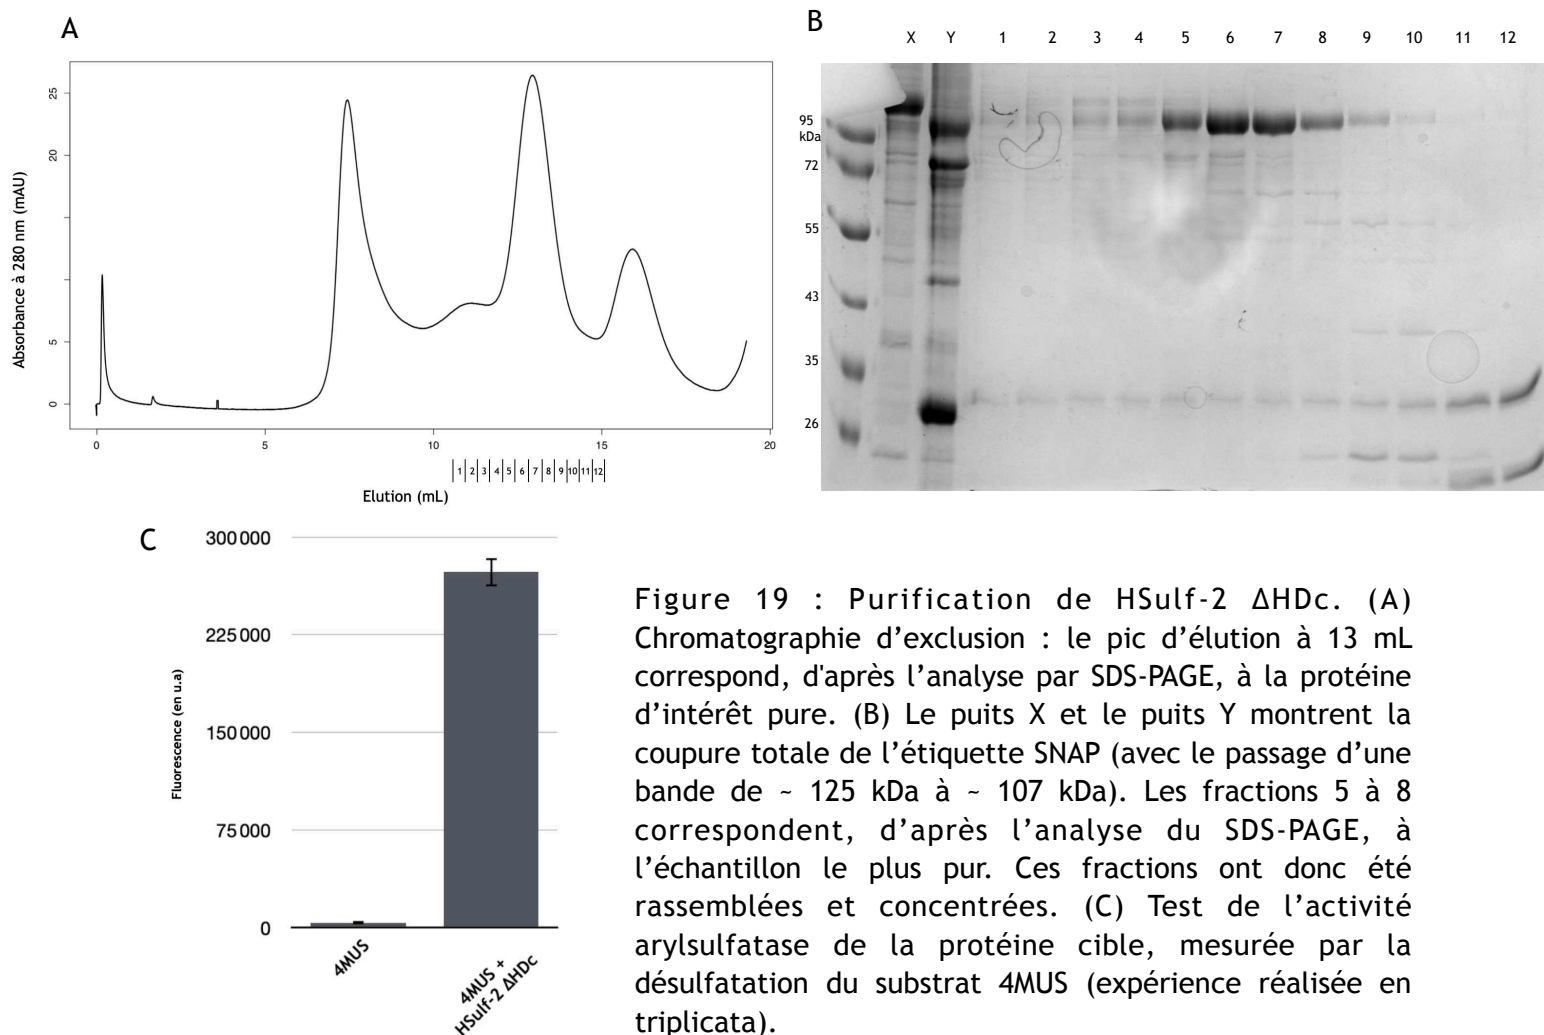 A
Absorbance à 280 nm (mAU)
25
20
5
0
0
5
10
15
20
1 2 3 4 5 6 7 8 9 10 11 12
Elution (mL)
B
X Y 1 2 3 4 5 6 7 8 9 10 11 12
95
kDa
72
55
43
35
26
C
Fluorescence (en u.a)
300 000
225 000
150 000
75 000
0
4MUS
4MUS +
HSulf-2 ΔHDc
Figure 19 : Purification de HSulf-2 ΔHDc. (A)
Chromatographie d’exclusion : le pic d’élution à 13 mL
correspond, d'après l’analyse par SDS-PAGE, à la protéine
d’intérêt pure. (B) Le puits X et le puits Y montrent la
coupure totale de l’étiquette SNAP (avec le passage d’une
bande de ~ 125 kDa à ~ 107 kDa). Les fractions 5 à 8
correspondent, d’après l’analyse du SDS-PAGE, à
l’échantillon le plus pur. Ces fractions ont donc été
rassemblées et concentrées. (C) Test de l’activité
arylsulfatase de la protéine cible, mesurée par la
désulfatation du substrat 4MUS (expérience réalisée en
triplicata).